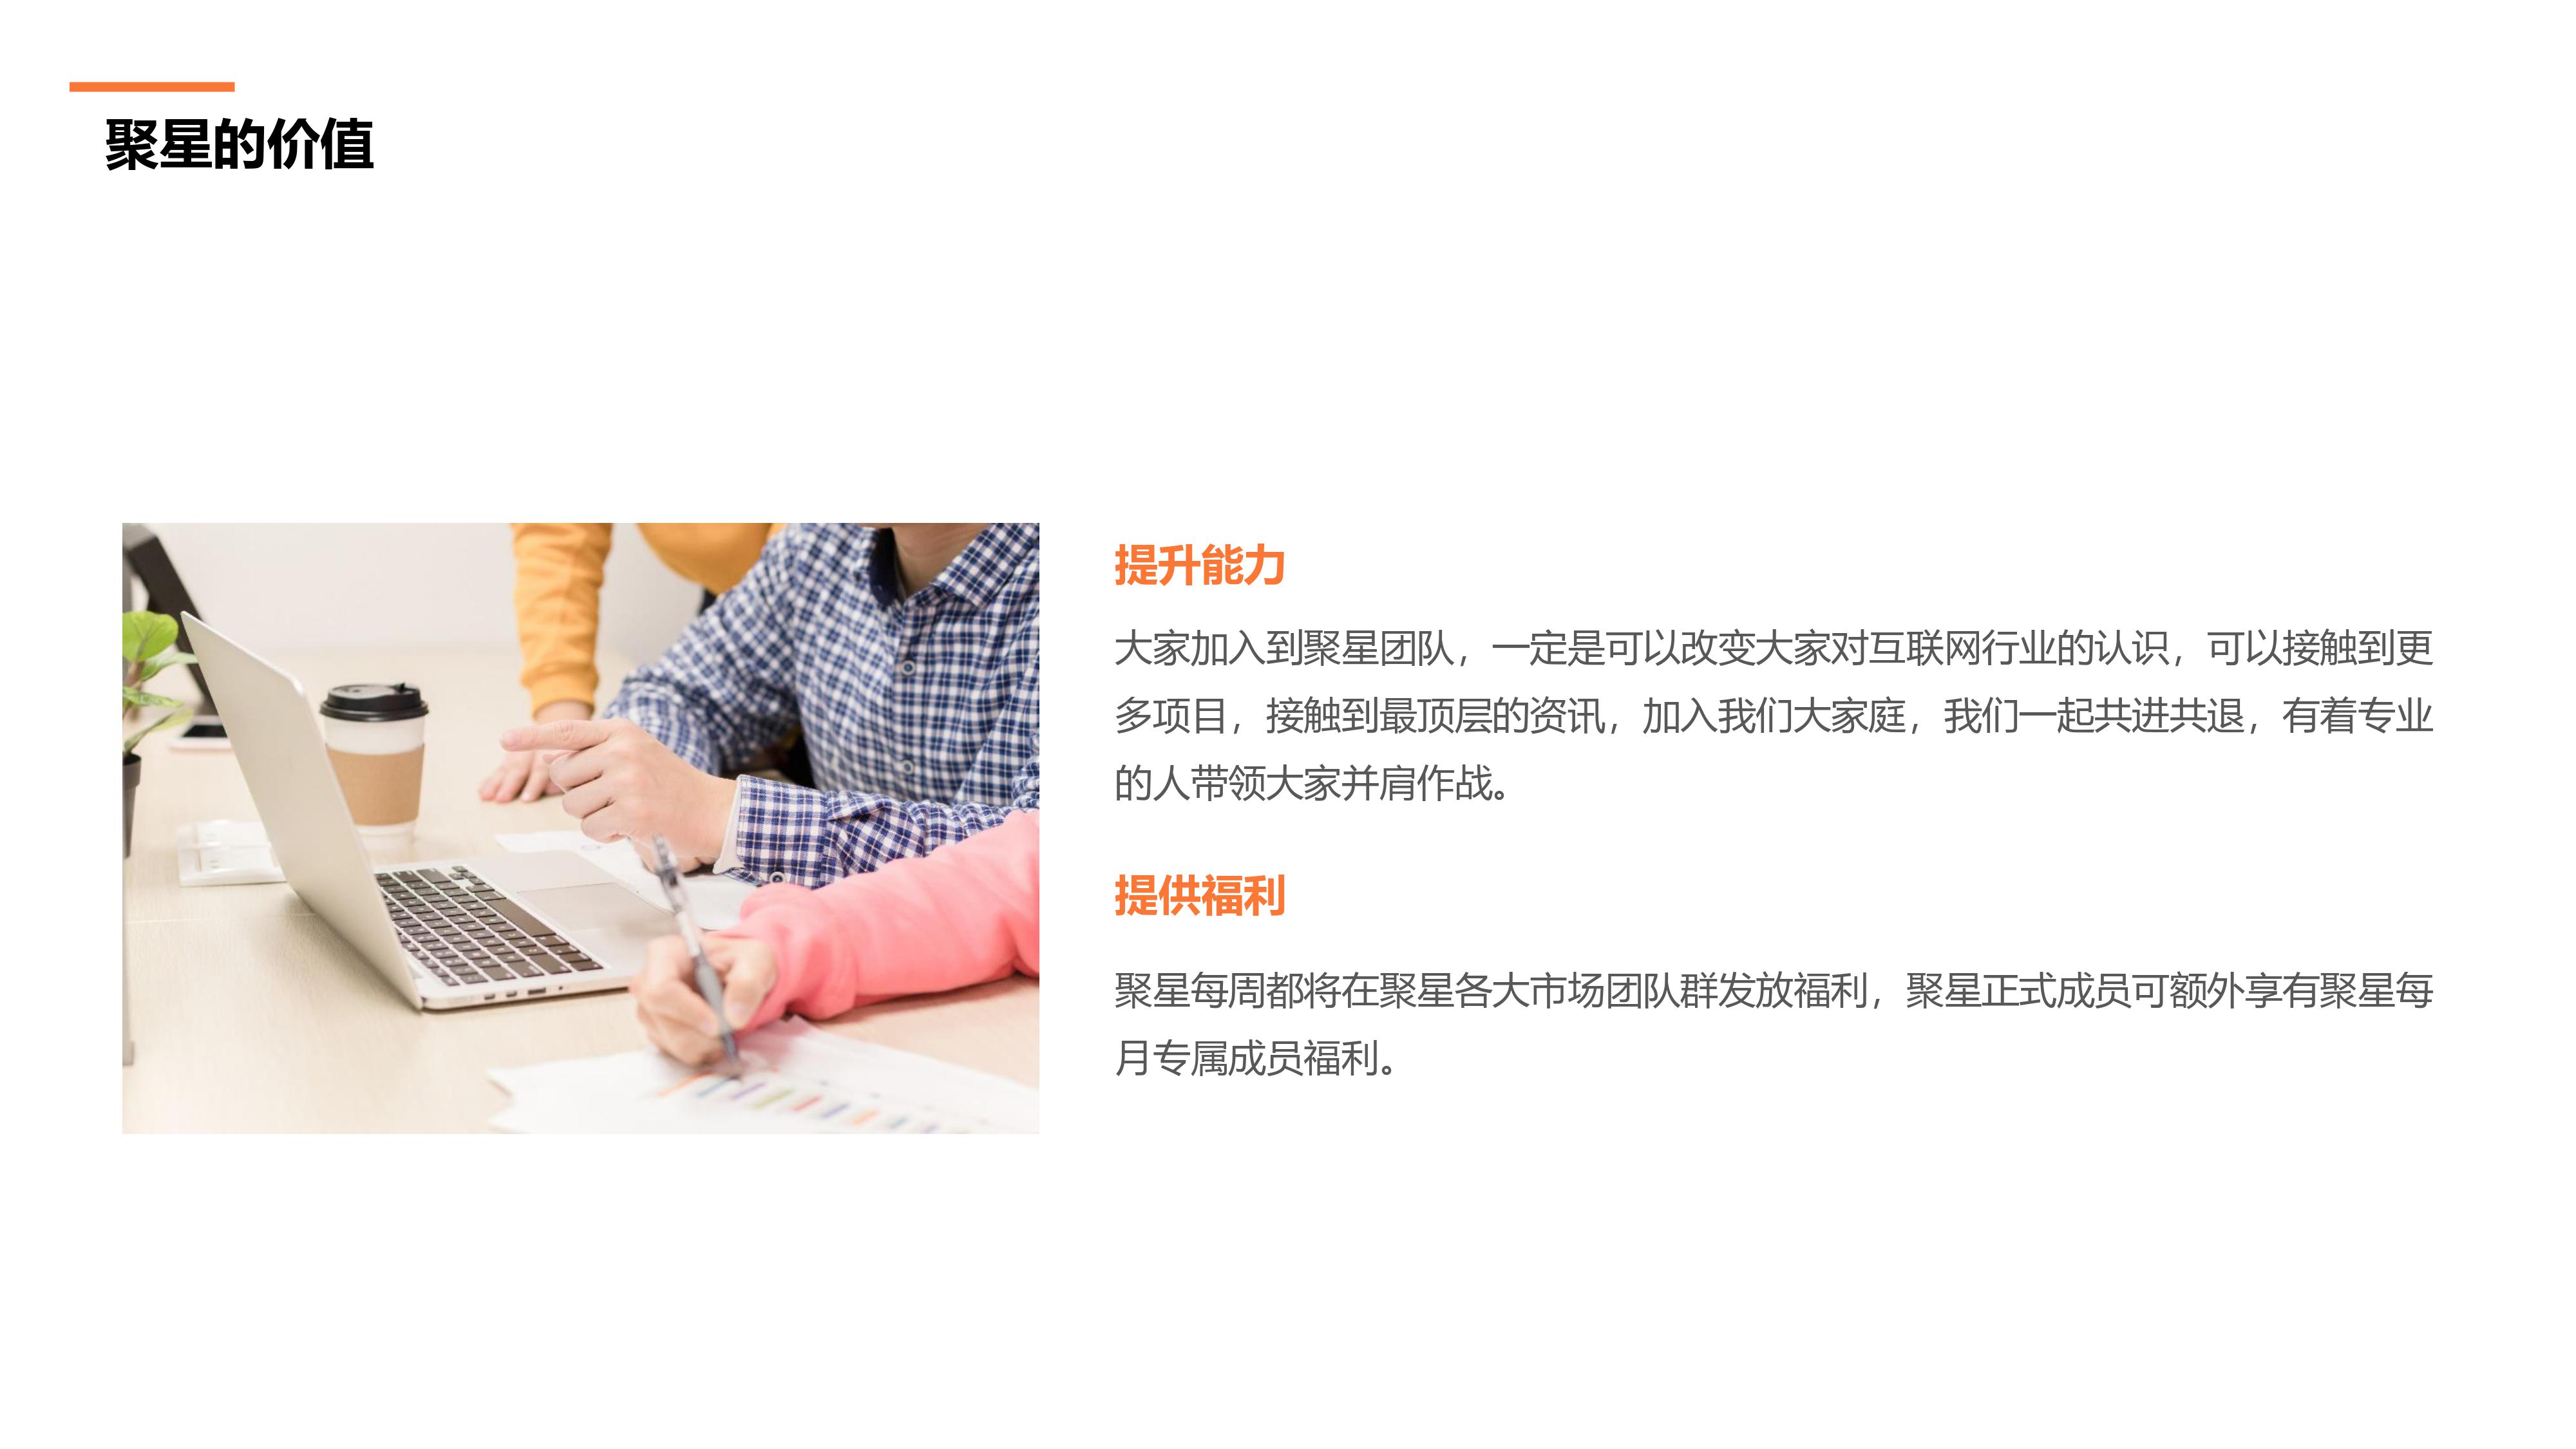 聚星的价值
提升能力
大家加入到聚星团队，一定是可以改变大家对互联网行业的认识，可以接触到更
多项目，接触到最顶层的资讯，加入我们大家庭，我们一起共进共退，有着专业
的人带领大家并肩作战。
提供福利
聚星每周都将在聚星各大市场团队群发放福利，聚星正式成员可额外享有聚星每
月专属成员福利。